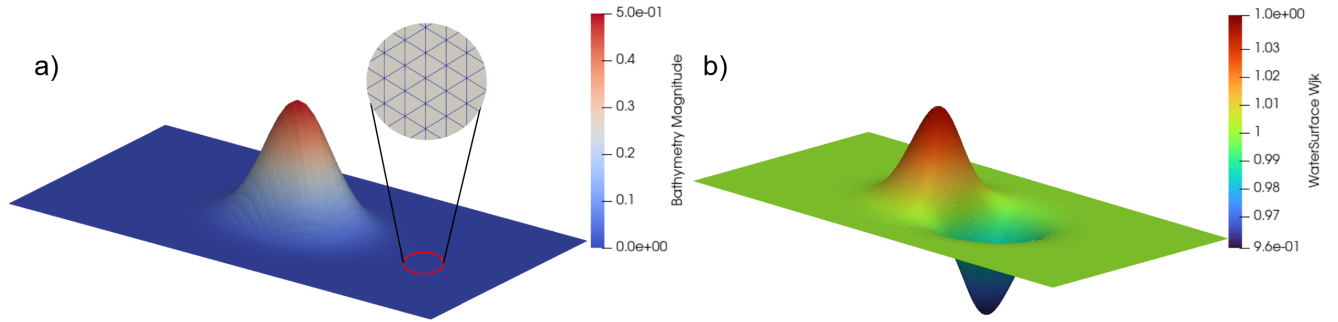 a)
5.0e-01
0.4
0.3
0.2
0.1
0.0e+00
Bathymetry Magnitude
b)
1.0e+00
1.03
1.02
1.01
1
0.99
0.98
0.97
9.6e-01
WaterSurface Wjk